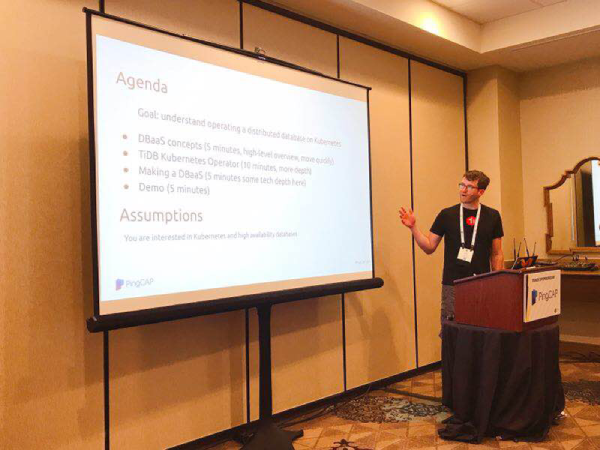 Agenda
Goal: understand operating a distributed database on Kubernetes
DBaaS concepts (5 minutes, high-level overview, move quickly)
TiDB Kubernetes Operator (10 minutes, more depth)
Making a DBaaS (5 minutes some tech depth here)
Demo (5 minutes)
Assumptions
You are interested in Kubernetes and high availability databases
PingCAP
PingCAP